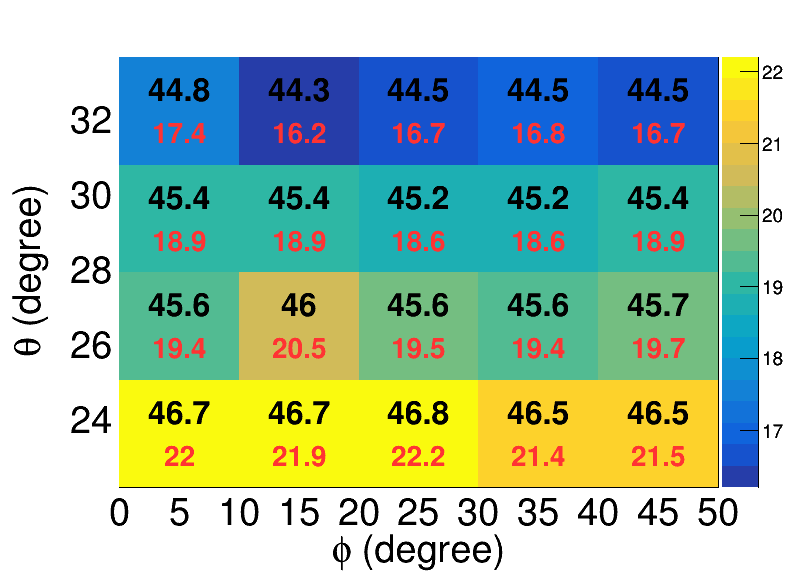 44.8 44.3 44.5 44.5 44.5
17.4 16.2 16.7 16.8 16.7
45.4 45.4 45.2 45.2 45.4
18.9 18.9 18.6 18.6 18.9
45.6 46 45.6 45.6 45.7
19.4 20.5 19.5 19.4 19.7
46.7 46.7 46.8 46.5 46.5
22 21.9 22.2 21.4 21.5
32
30
28
26
24
θ (degree)
0 5 10 15 20 25 30 35 40 45 50
ϕ (degree)
22
21
20
19
18
17